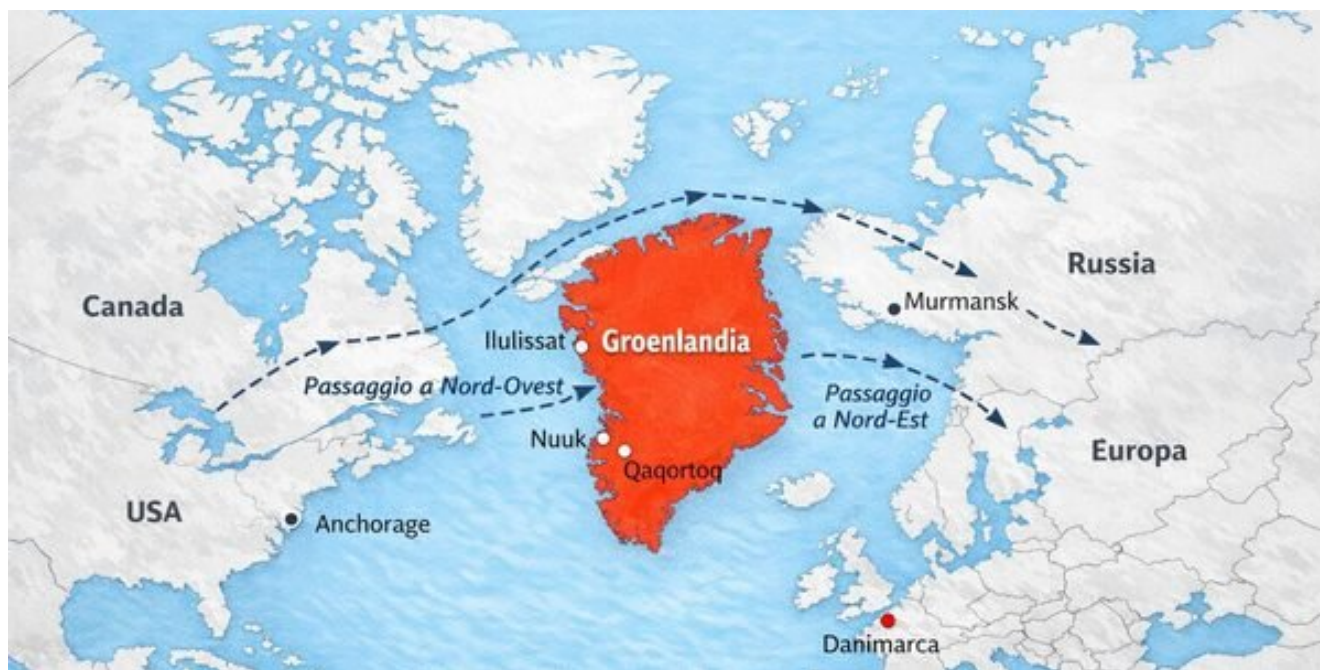 Canada
Russia
Murmansk
Ilulissat
Groenlandia
Passaggio a Nord-Ovest
Passaggio
a Nord-Est
Nuuk
Qaqortoq
Europa
USA
Anchorage
Danimarca